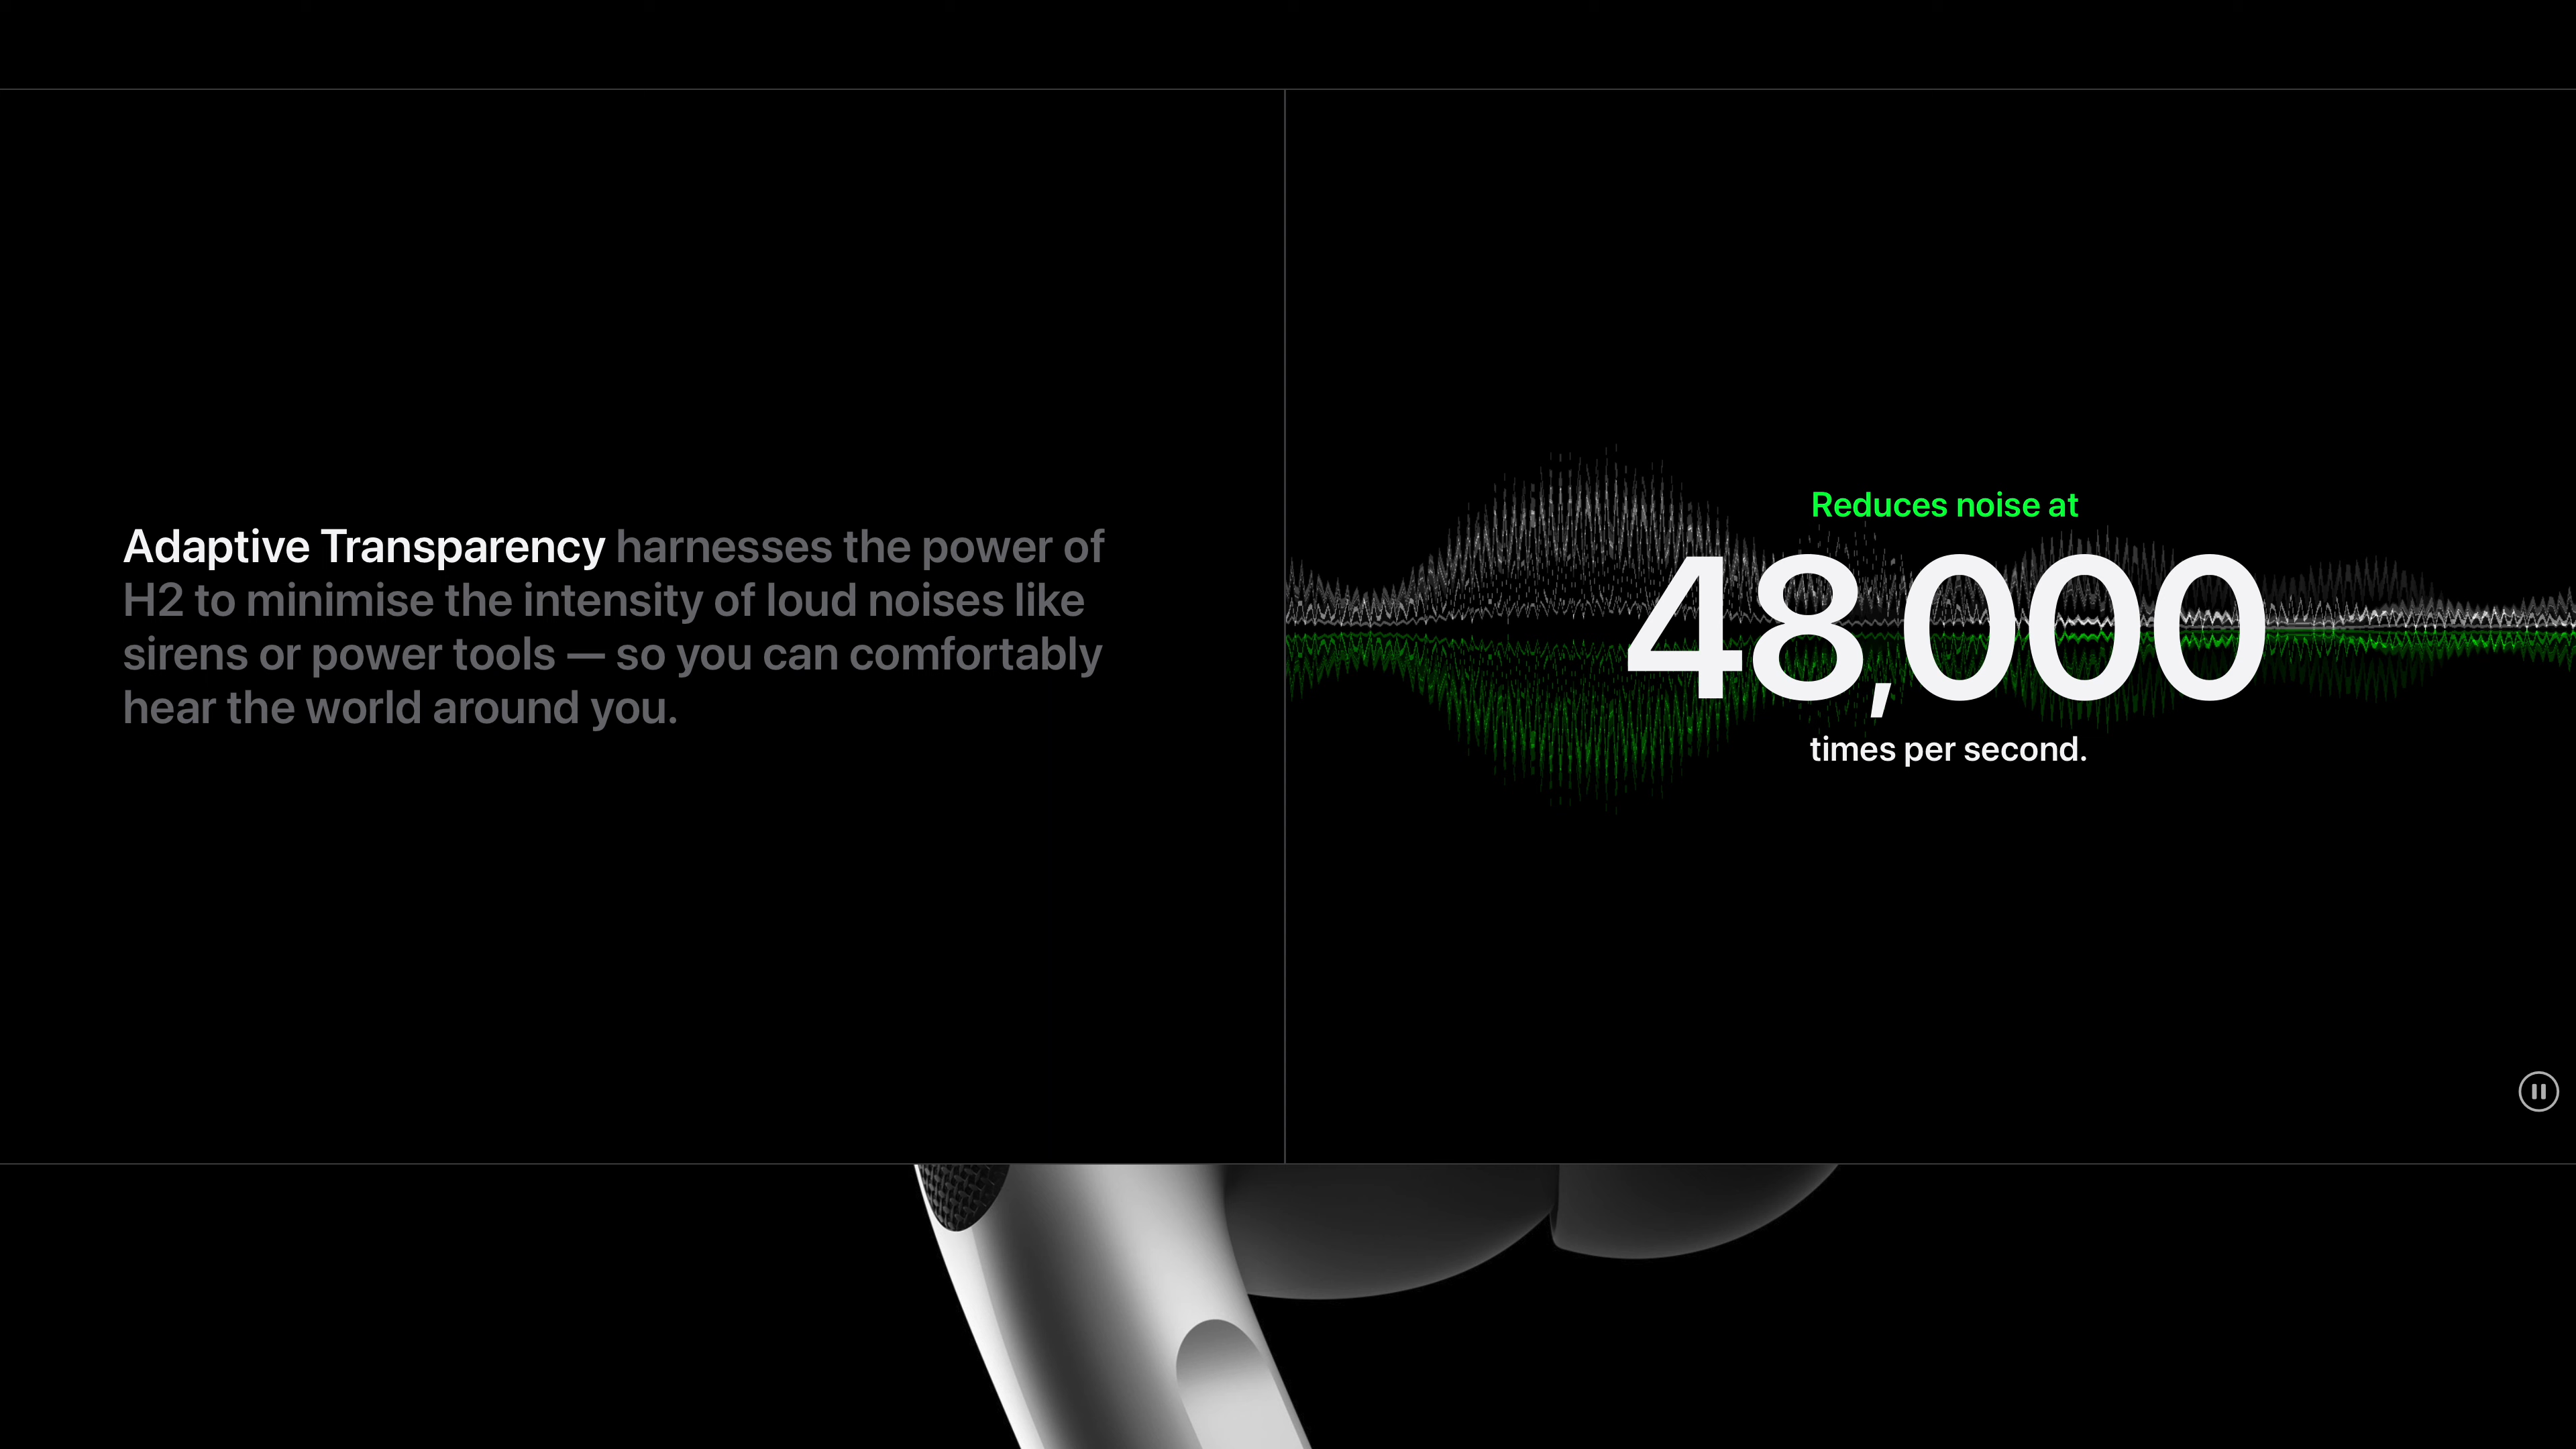 Adaptive Transparency harnesses the power of
H2 to minimise the intensity of loud noises like
sirens or power tools — so you can comfortably
hear the world around you.
Reduces noise at
48,000
times per second.